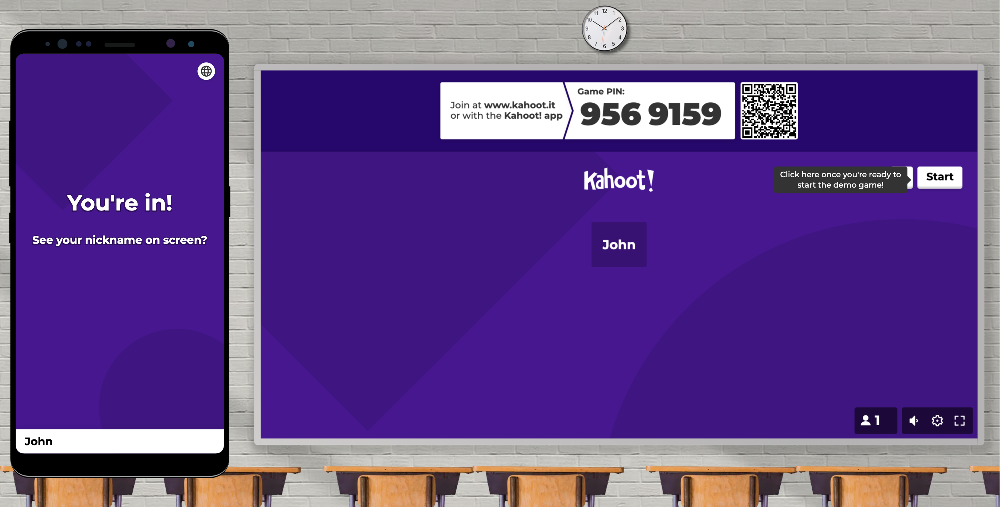 You're in!
See your nickname on screen?
John
12
11
1
10
2
9
3
8
4
7
5
6
Join at www.kahoot.it
or with the Kahoot! app
Game PIN:
956 9159
Kahoot!
Click here once you're ready to
start the demo game!
Start
John
1